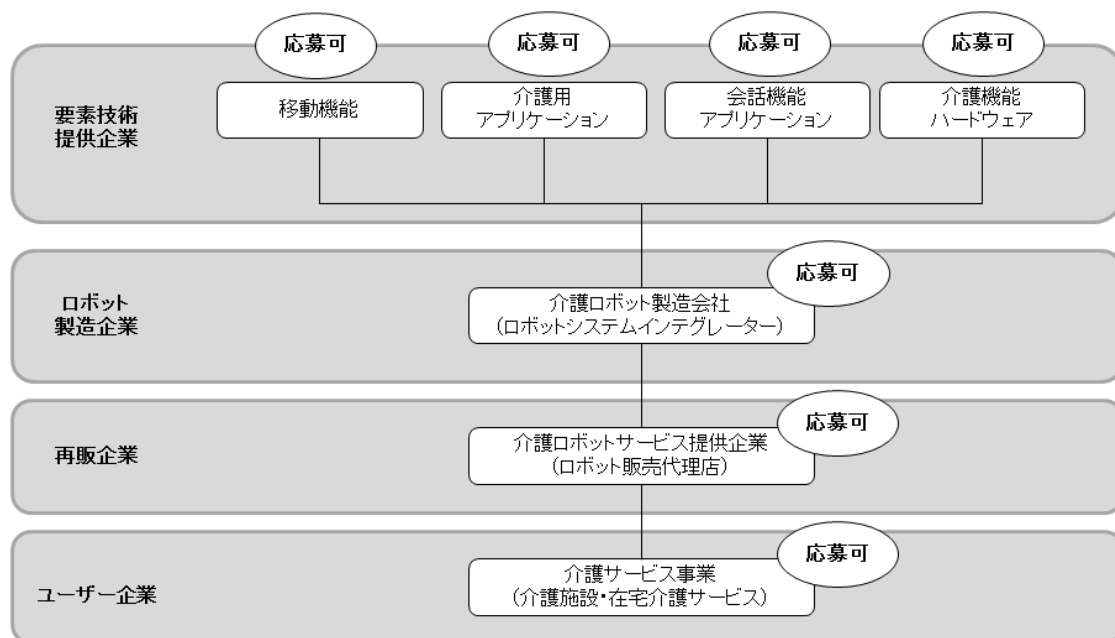 応募可
応募可
応募可
応募可
要素技術
提供企業
移動機能
介護用
アプリケーション
会話機能
アプリケーション
介護機能
ハードウェア
応募可
ロボット
製造企業
介護ロボット製造会社
(ロボットシステムインテグレーター)
応募可
再販企業
介護ロボットサービス提供企業
(ロボット販売代理店)
応募可
ユーザー企業
介護サービス事業
(介護施設・在宅介護サービス)